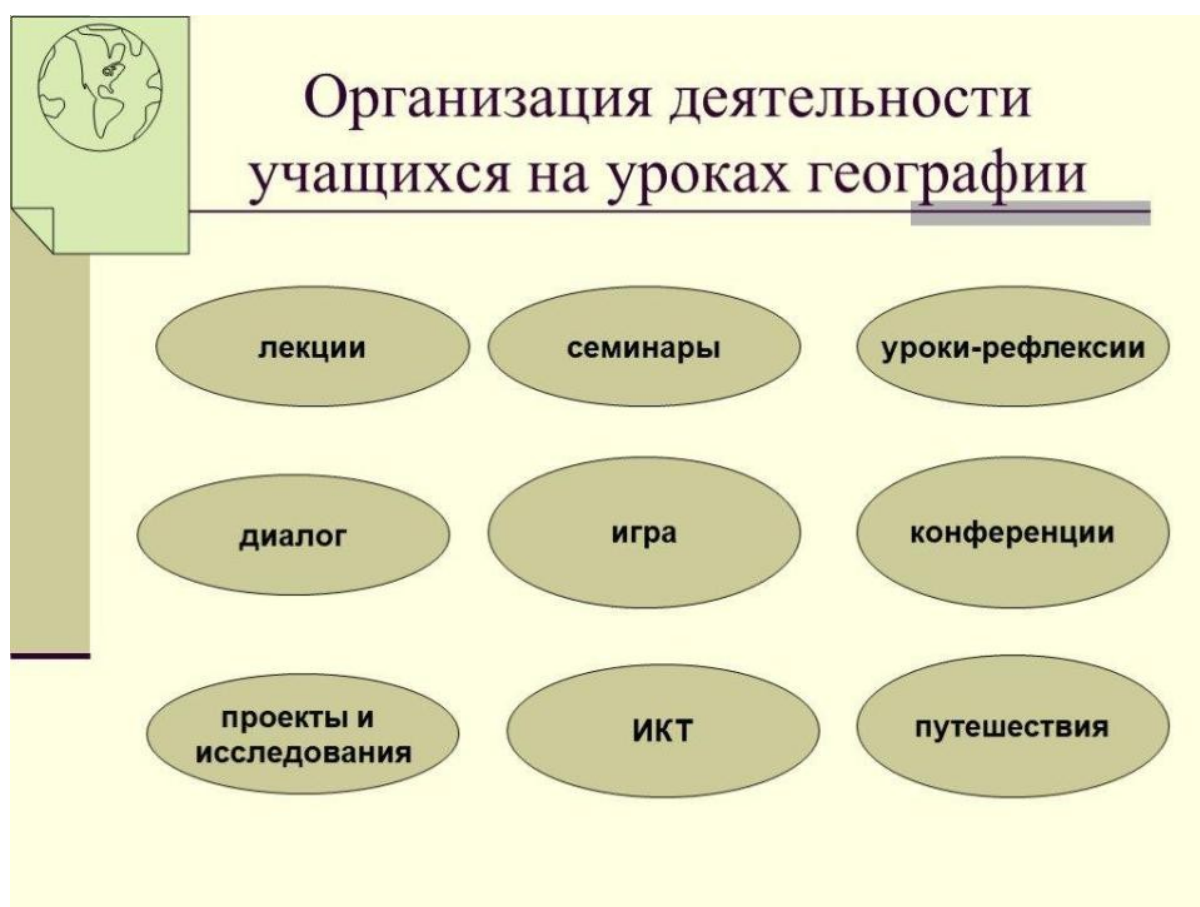 Организация деятельности
учащихся на уроках географии
лекции
семинары
уроки-рефлексии
диалог
игра
конференции
проекты и
исследования
ИКТ
путешествия